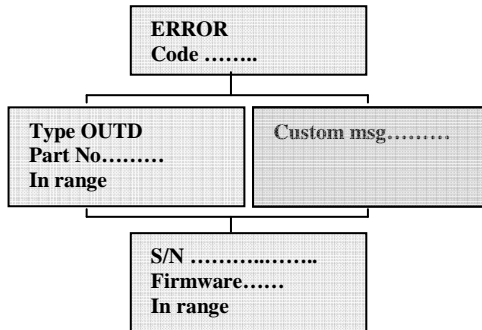 ERROR
Code ……..
Type OUTD
Part No………
In range
Custom msg………
S/N ………..……..
Firmware……
In range